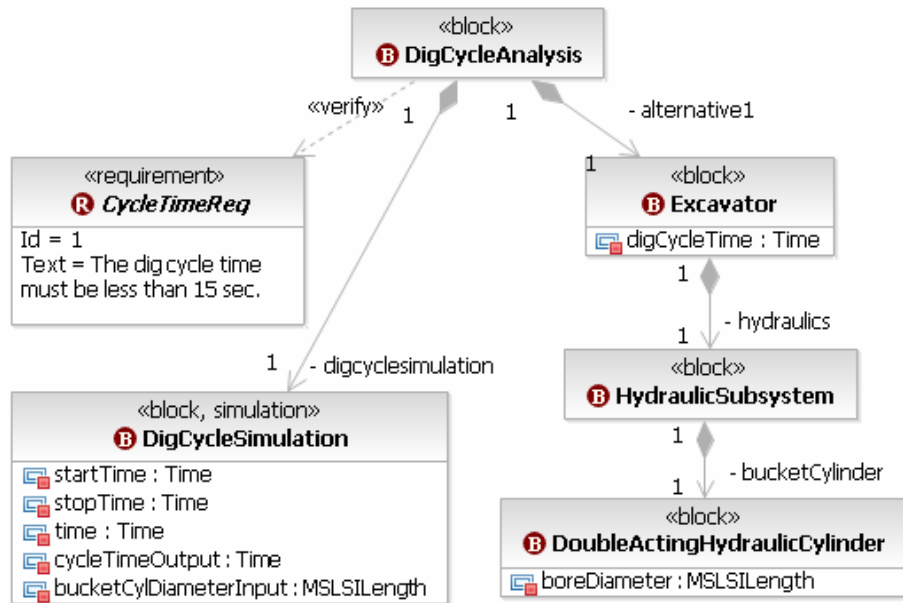 «block»
B DigCycleAnalysis
«verify»
1
1
- alternative1
1
«requirement»
R CycleTimeReq
Id = 1
Text = The dig cycle time
must be less than 15 sec.
«block»
B Excavator
digCycleTime : Time
1
- hydraulics
1
1
- digcyclesimulation
«block»
B HydraulicSubsystem
1
- bucketCylinder
1
«block, simulation»
B DigCycleSimulation
startTime : Time
stopTime : Time
time : Time
cycleTimeOutput : Time
bucketCylDiameterInput : MSLSILength
«block»
B DoubleActingHydraulicCylinder
boreDiameter : MSLSILength